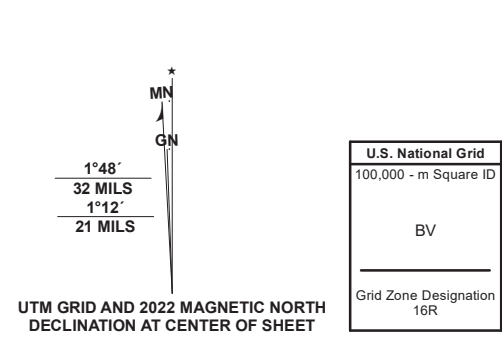 ★
MN
GN
1°48´
32 MILS
1°12´
21 MILS
UTM GRID AND 2022 MAGNETIC NORTH
DECLINATION AT CENTER OF SHEET
U.S. National Grid
100,000 - m Square ID
BV
Grid Zone Designation
16R